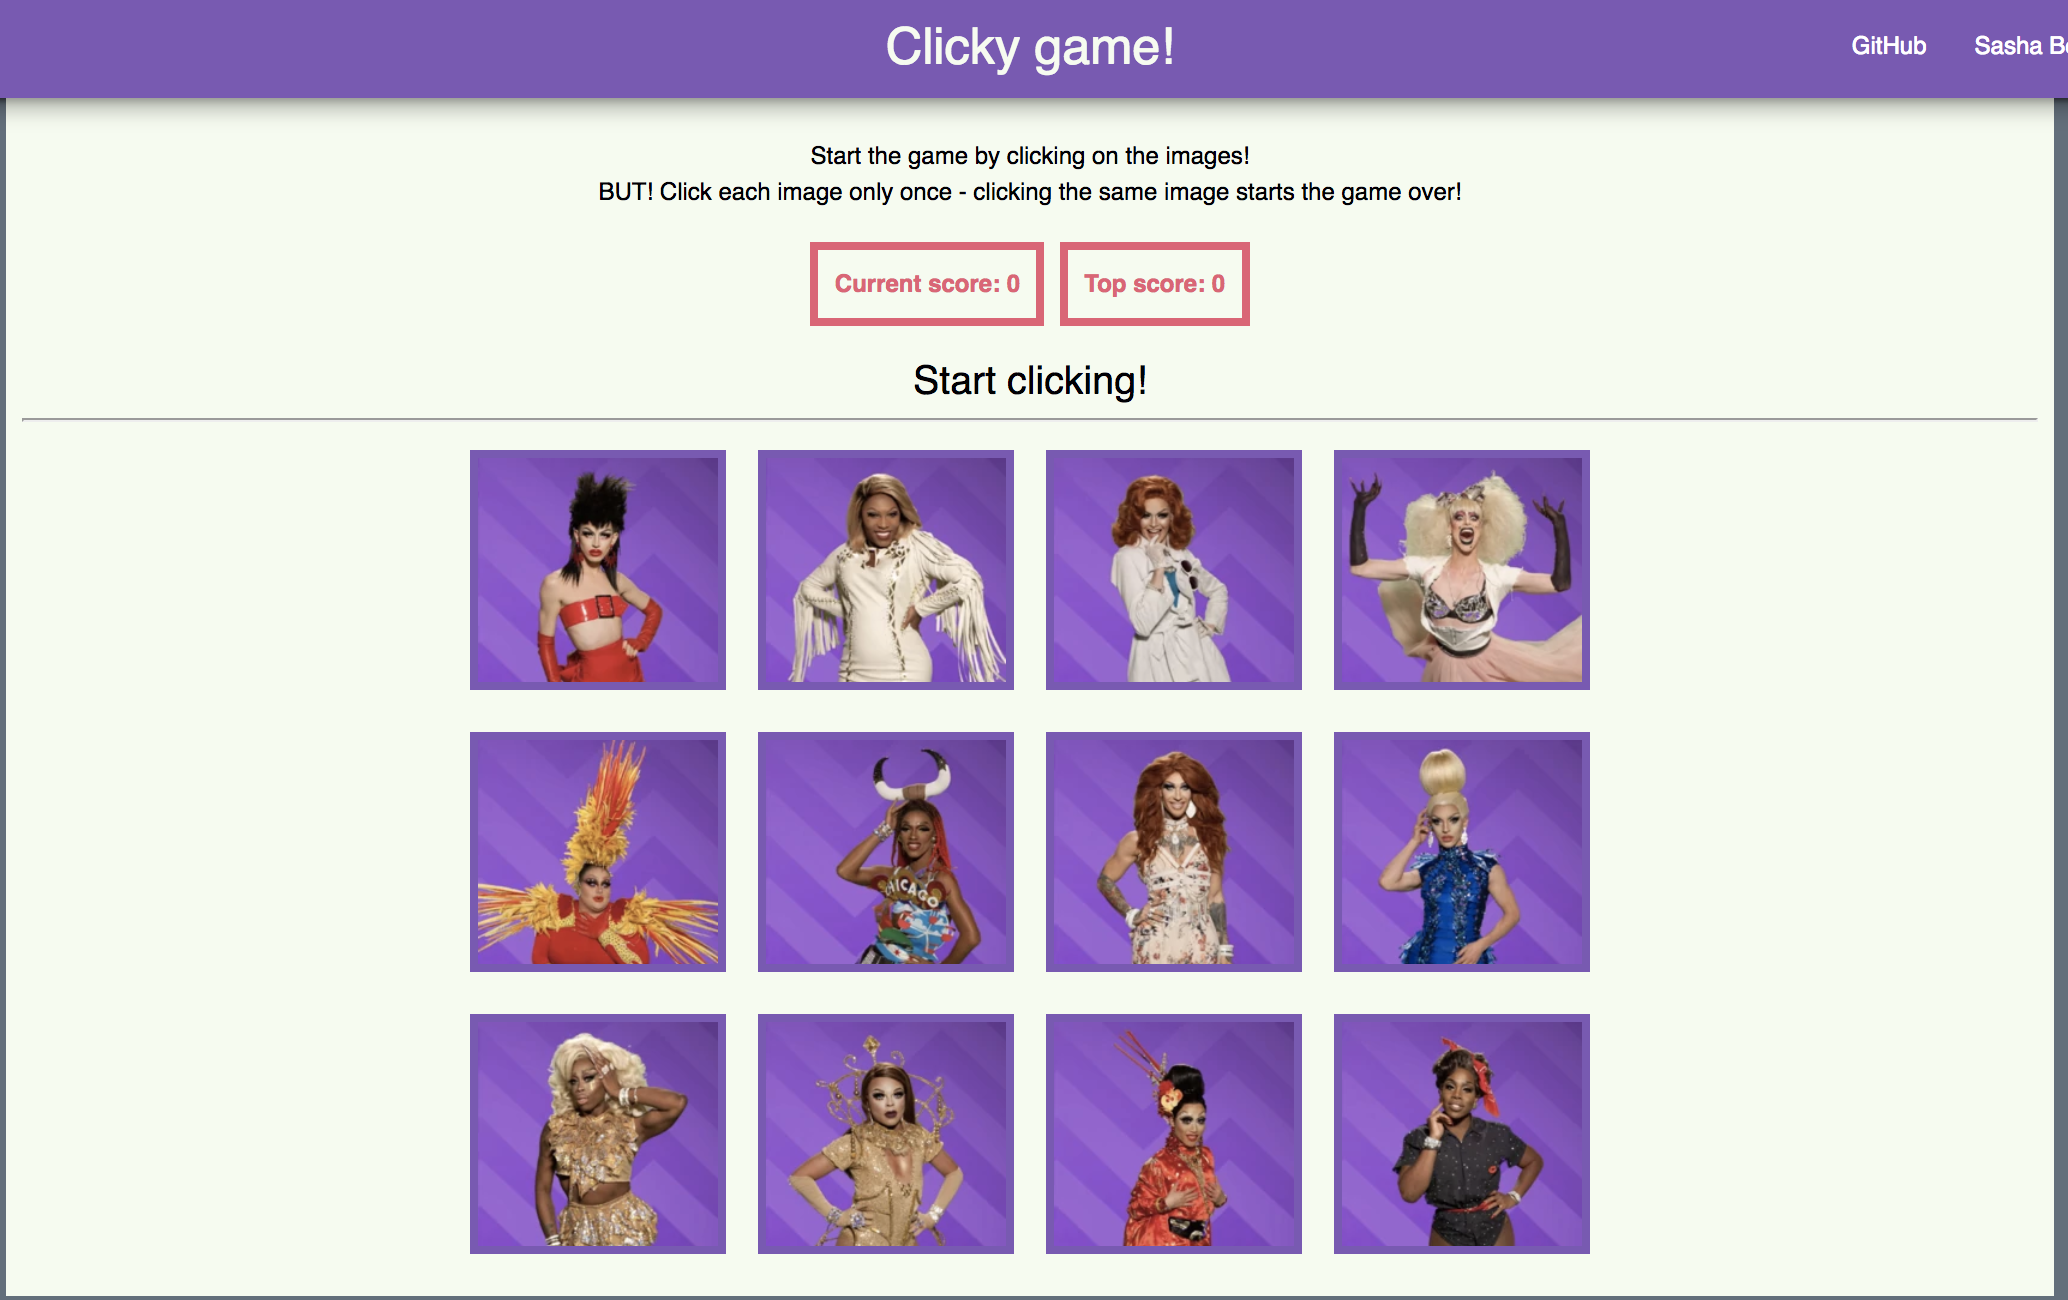 Clicky game!
GitHub
Sasha
Start the game by clicking on the images!
BUT! Click each image only once - clicking the same image starts the game over!
Current score: 0
Top score: 0
Start clicking!
CHICAGO